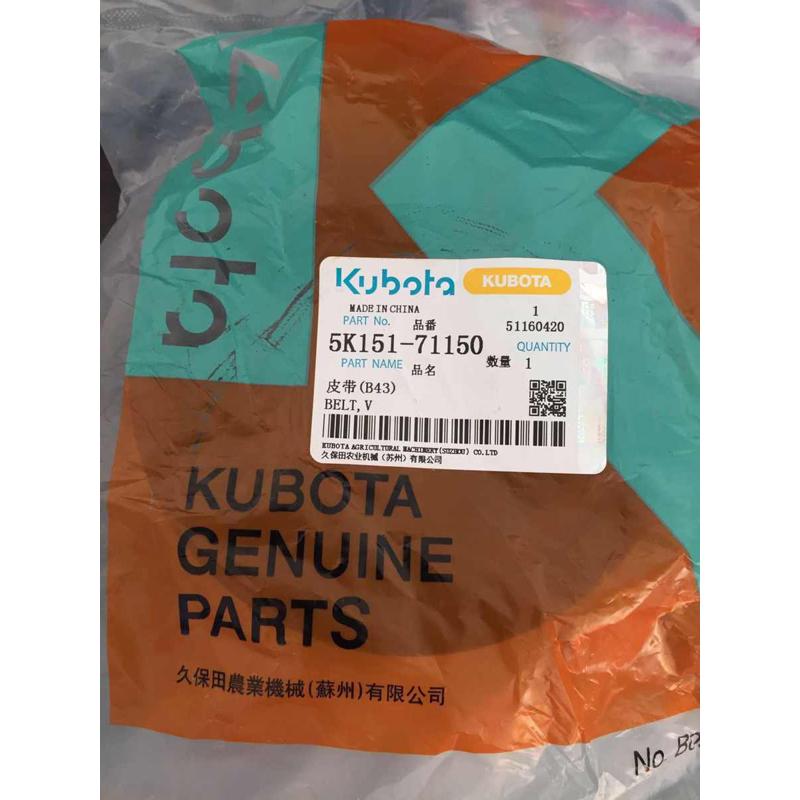 Kubota
Kubota KUBOTA
MADE IN CHINA 1
PART No. 品番 51160420
5K151-71150 QUANTITY
PART NAME 品名 数量 1
皮带(B43)
BELT,V
KUBOTA AGRICULTURAL MACHINERY(SUZHOU) CO.LTD
久保田农业机械(苏州)有限公司
KUBOTA
GENUINE
PARTS
久保田農業機械(蘇州)有限公司
No